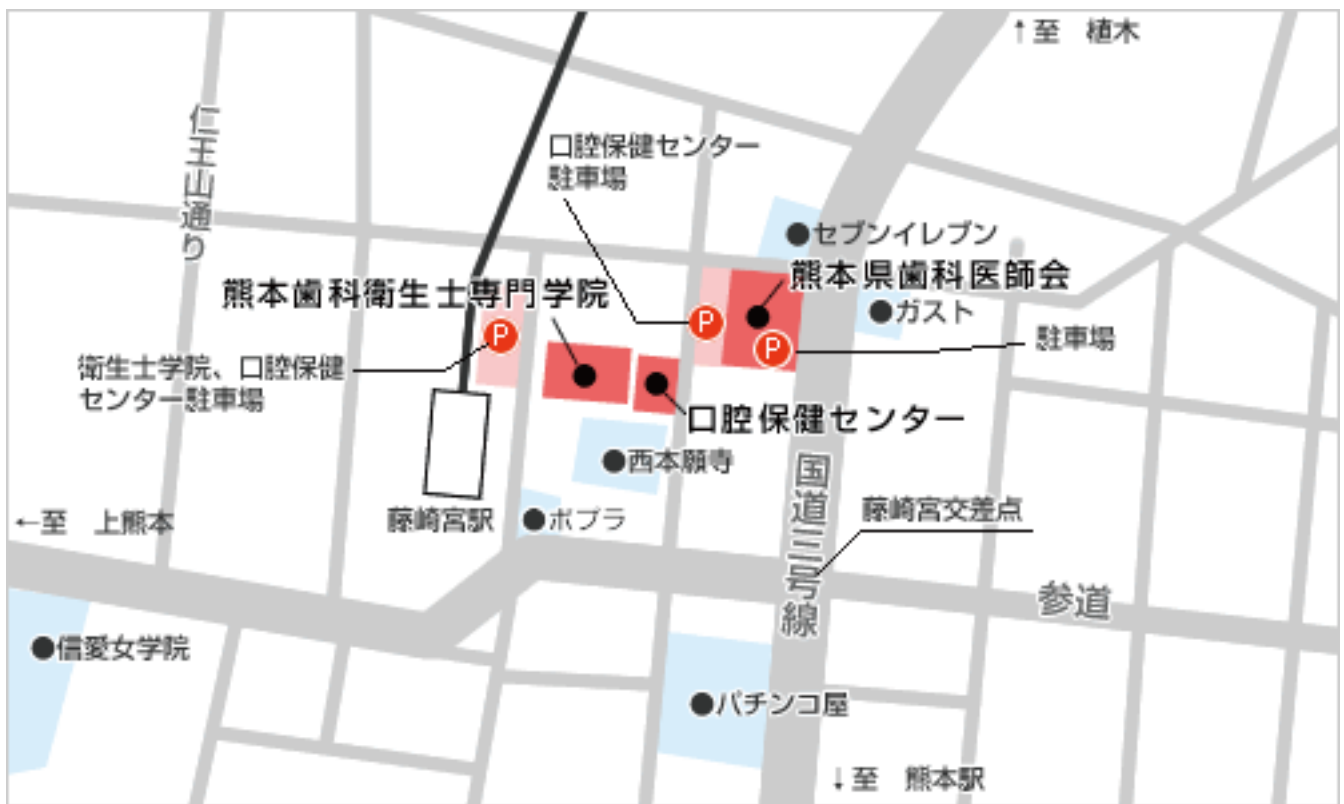 ↑至　植木
仁王山通り
口腔保健センター
駐車場
セブンイレブン
熊本県歯科医師会
熊本歯科衛生士専門学院
P
P
P
ガスト
駐車場
衛生士学院、口腔保健
センター駐車場
口腔保健センター
西本願寺
国道三号線
藤崎宮交差点
←至　上熊本
藤崎宮駅
ポプラ
参道
信愛女学院
パチンコ屋
↓至　熊本駅